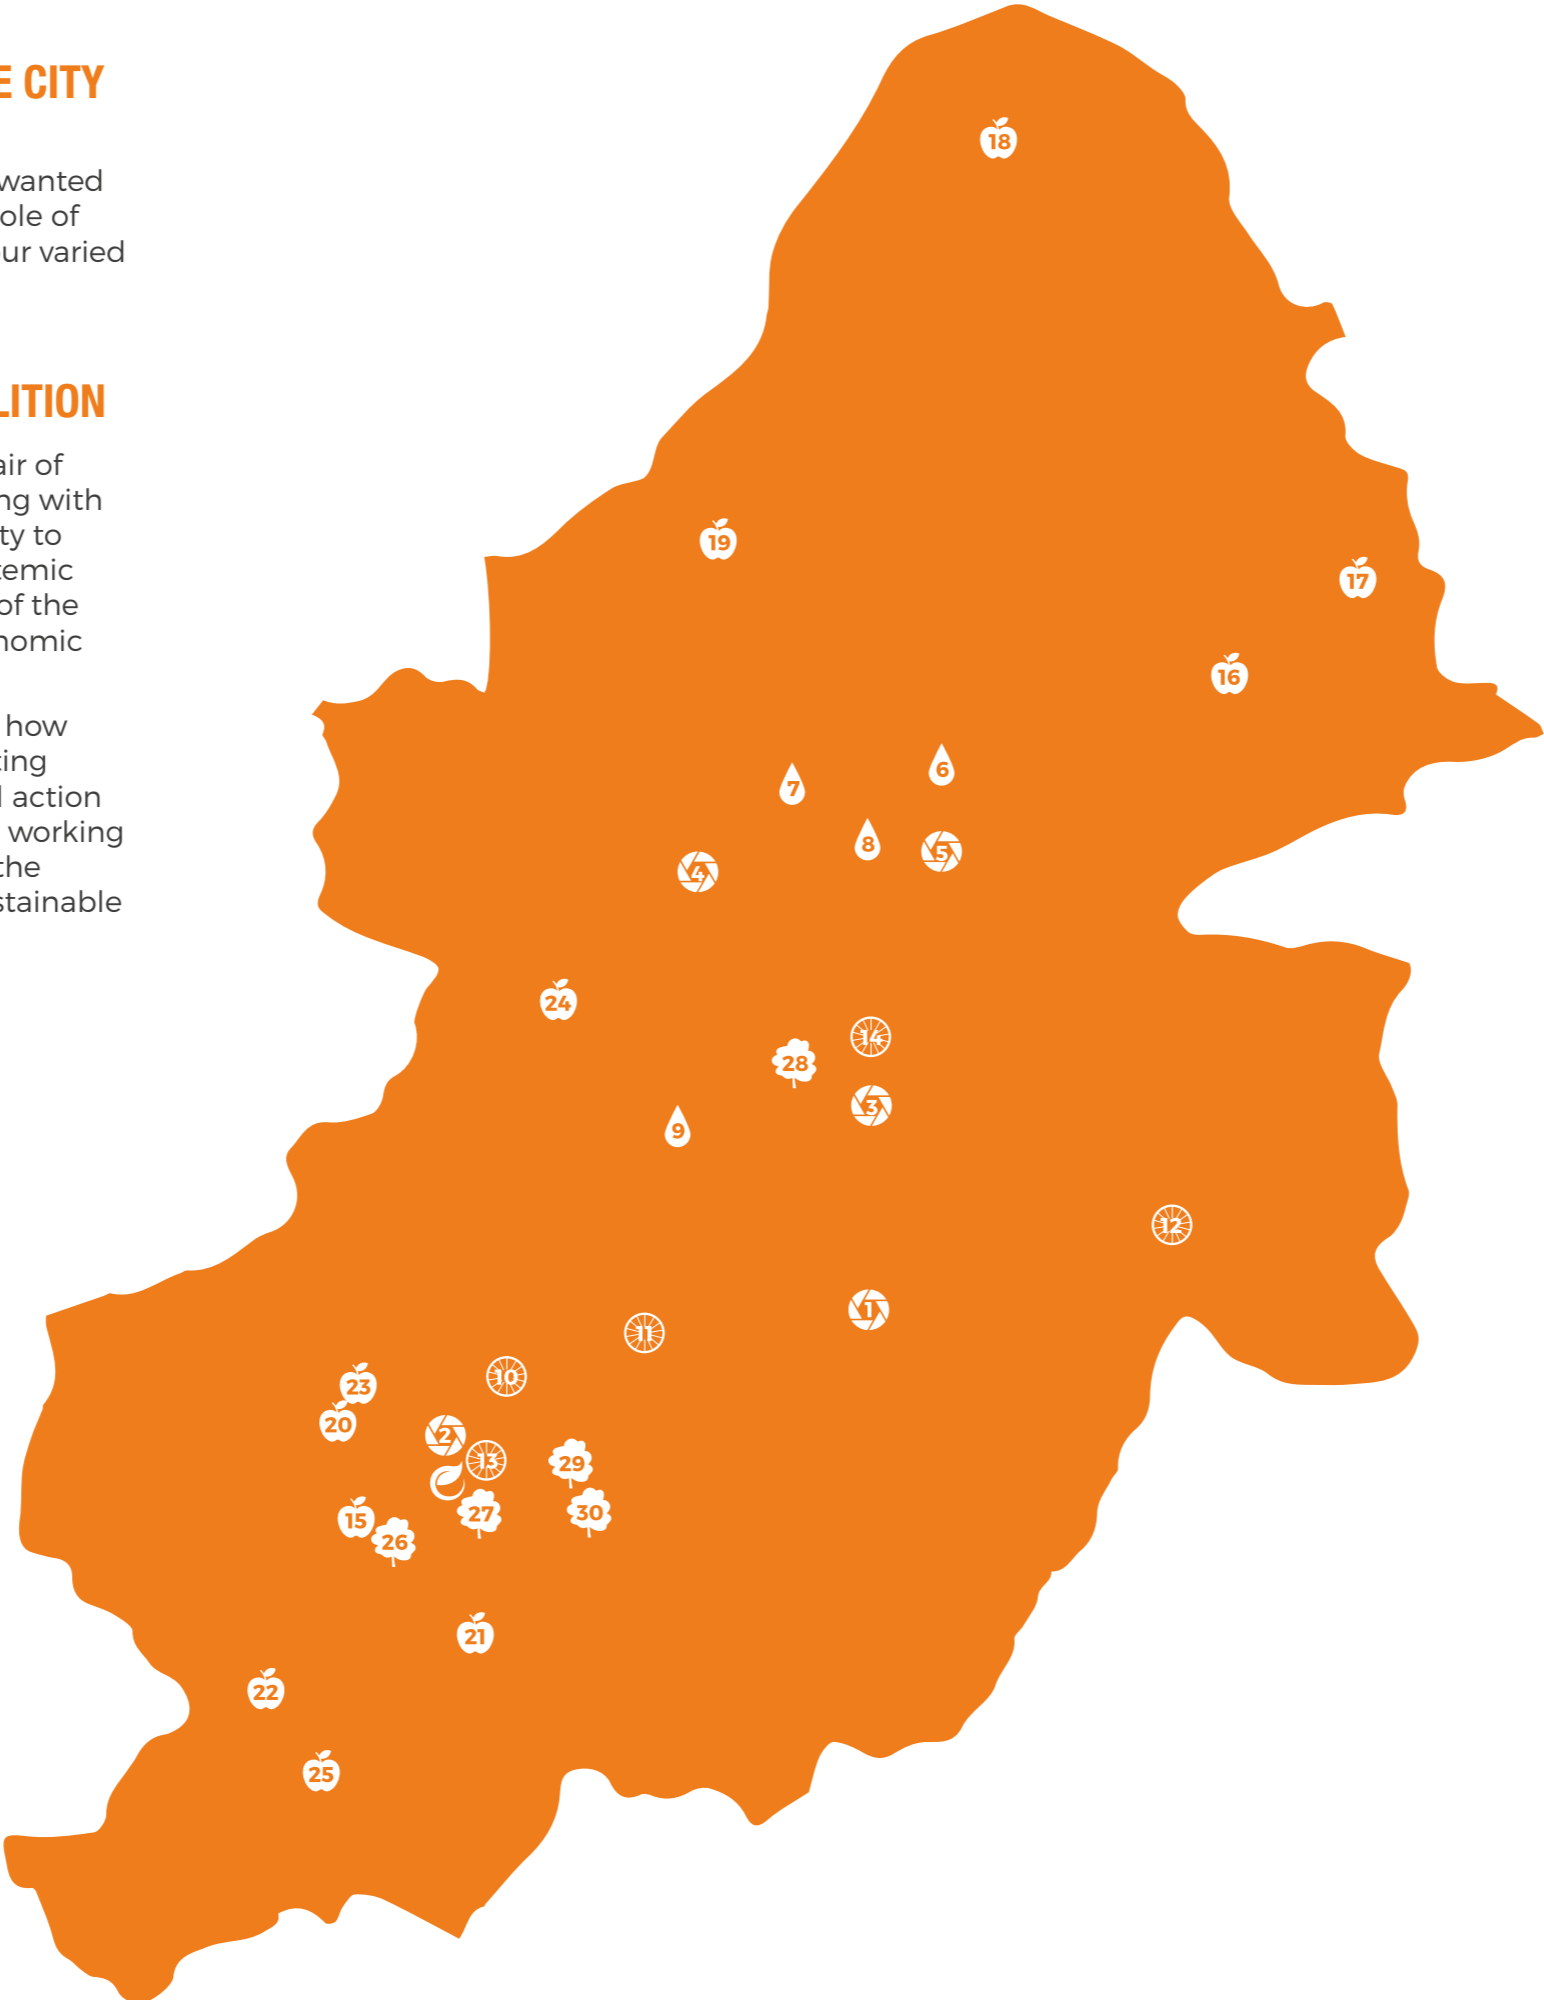 E CITY
wanted
ole of
ur varied
LITION
air of
ng with
ty to
temic
of the
nomic
how
ting
l action
working
the
stainable
18
19
17
16
6
7
8
5
4
24
14
28
3
9
12
1
11
10
23
20
2
13
29
27
30
15
26
21
22
25